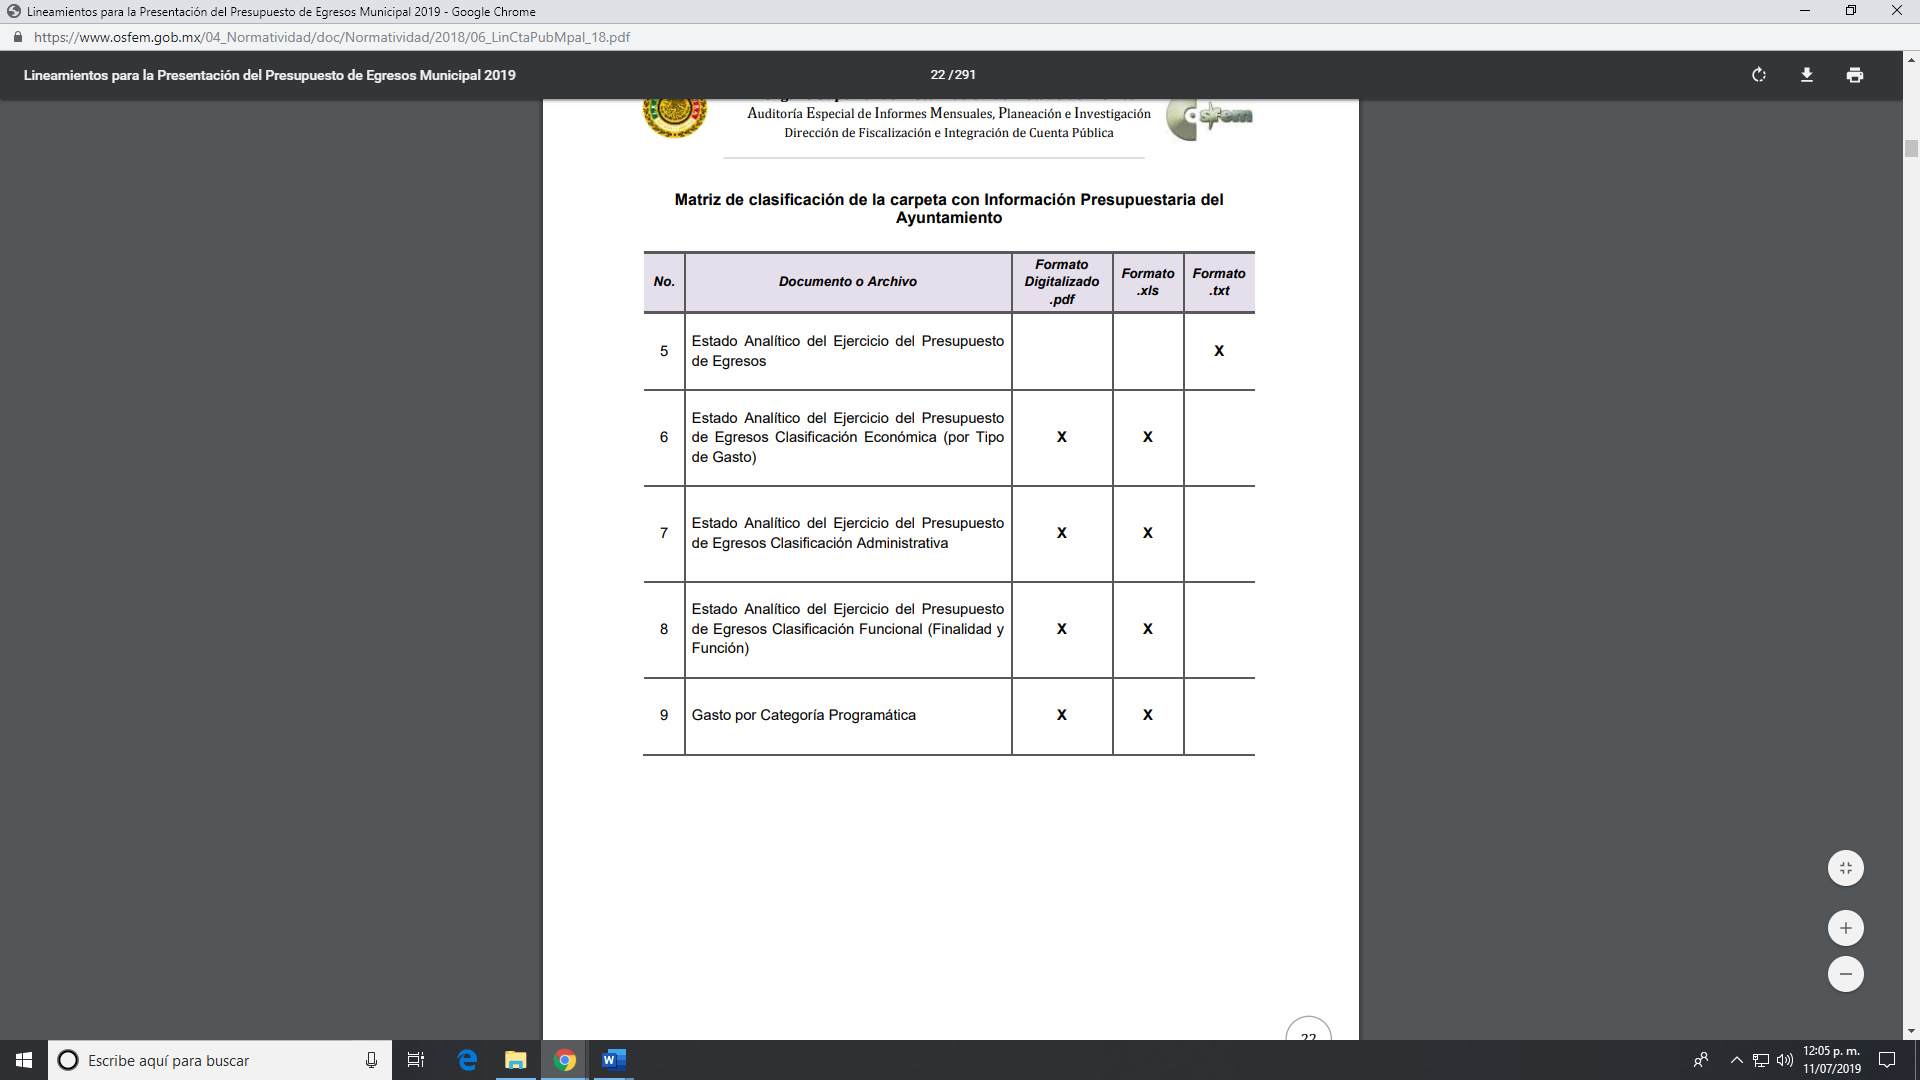 Lineamientos para la Presentación del Presupuesto de Egresos Municipal 2019 - Google Chrome
https://www.osfem.gob.mx/04_Normatividad/doc/Normatividad/2018/06_LinCtaPubMpal_18.pdf
Lineamientos para la Presentación del Presupuesto de Egresos Municipal 2019
22 / 291
Auditoría Especial de Informes Mensuales, Planeación e Investigación
Dirección de Fiscalización e Integración de Cuenta Pública
osfem
Matriz de clasificación de la carpeta con Información Presupuestaria del
Ayuntamiento
No.
Documento o Archivo
Formato
Digitalizado
.pdf
Formato
.xls
Formato
.txt
5
Estado Analítico del Ejercicio del Presupuesto
de Egresos
X
6
Estado Analítico del Ejercicio del Presupuesto
de Egresos Clasificación Económica (por Tipo
de Gasto)
X X
7
Estado Analítico del Ejercicio del Presupuesto
de Egresos Clasificación Administrativa
X X
8
Estado Analítico del Ejercicio del Presupuesto
de Egresos Clasificación Funcional (Finalidad y
Función)
X X
9
Gasto por Categoría Programática
X X
22
Escribe aquí para buscar
12:05 p. m.
11/07/2019